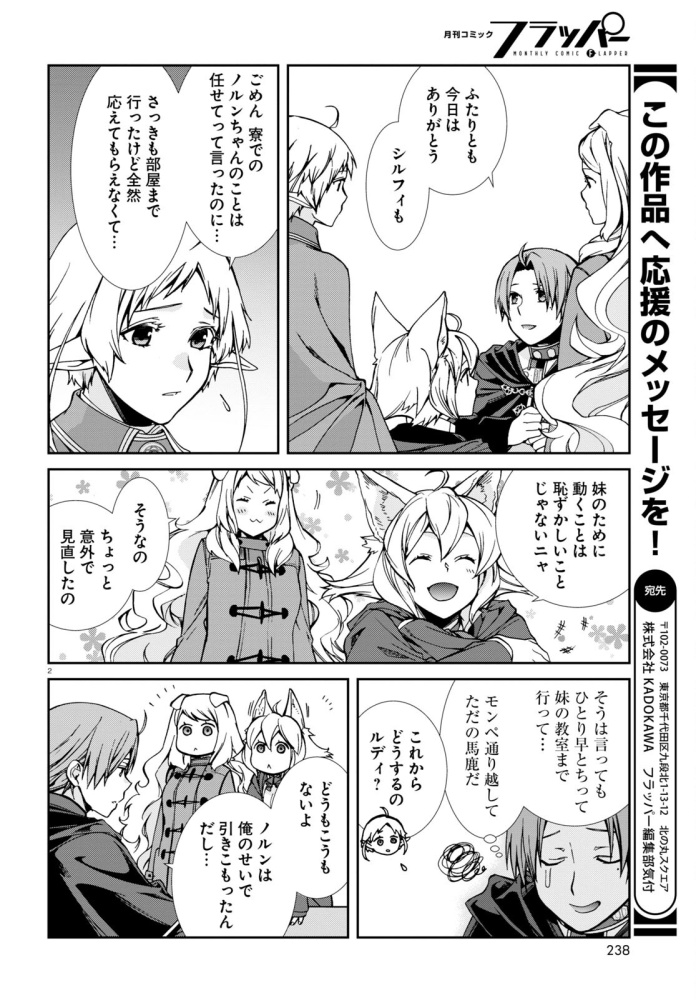 月刊コミック
フラッパー
MONTHLY COMIC FLAPPER
この作品へ応援のメッセージを！
宛先
〒102-0073 東京都千代田区九段北1-13-12 北の丸スクエア
株式会社KADOKAWA フラッパー編集部気付
ふたりとも
今日は
ありがとう
シルフィも
ごめん 寮での
ノルンちゃんのことは
任せてって言ったのに…
さっきも部屋まで
行ったけど全然
応えてもらえなくて…
妹のために
動くことは
恥ずかしいこと
じゃないニャ
そうなの
ちょっと
意外で
見直したの
2
そうは言っても
ひとり早とちって
妹の教室まで
行って…
モンペ通り越して
ただの馬鹿だ
これから
どうするの
ルディ？
どうもこうも
ないよ
ノルンは
俺のせいで
引きこもったん
だし…
238